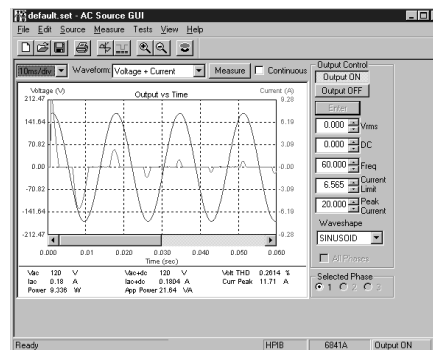 default.set - AC Source GUI
File Edit Source Measure Tests View Help
10ms/div Waveform: Voltage + Current Measure Continuous
Output Control
Output ON
Output OFF
Enter
0.000 Vrms
0.000 DC
60.000 Freq
6.565 Current Limit
20.000 Peak Current
Waveshape
SINUSOID
All Phases
Selected Phase
1 2 3
Voltage (V) Output vs Time Current (A)
212.47 9.28
141.64 6.19
70.82 3.09
0.00 0.00
-70.82 -3.09
-141.64 -6.19
-212.47 -9.28
0.000 0.010 0.020 0.030 0.040 0.050 0.060
Time (sec)
Vac 120 V Vac+dc 120 V Volt THD 0.2614 %
Iac 0.18 A Iac+dc 0.1804 A Curr Peak 11.71 A
Power 9.336 W App Power 21.64 VA
Ready HPIB 6841A Output ON